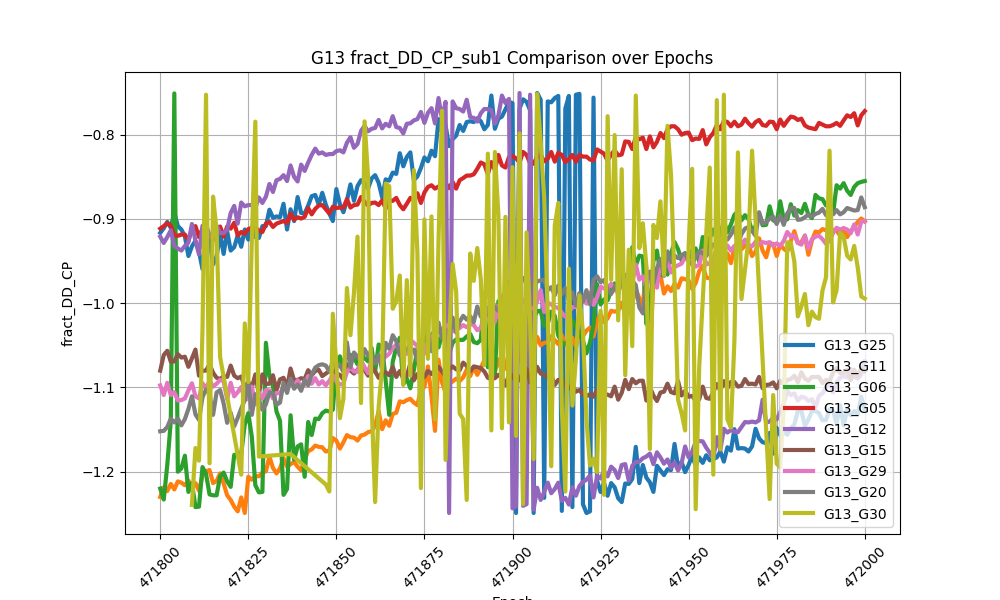 G13 fract_DD_CP_sub1 Comparison over Epochs
fract_DD_CP
−0.8
−0.9
−1.0
−1.1
−1.2
471800
471825
471850
471875
471900
471925
471950
471975
472000
Epoch
G13_G25
G13_G11
G13_G06
G13_G05
G13_G12
G13_G15
G13_G29
G13_G20
G13_G30